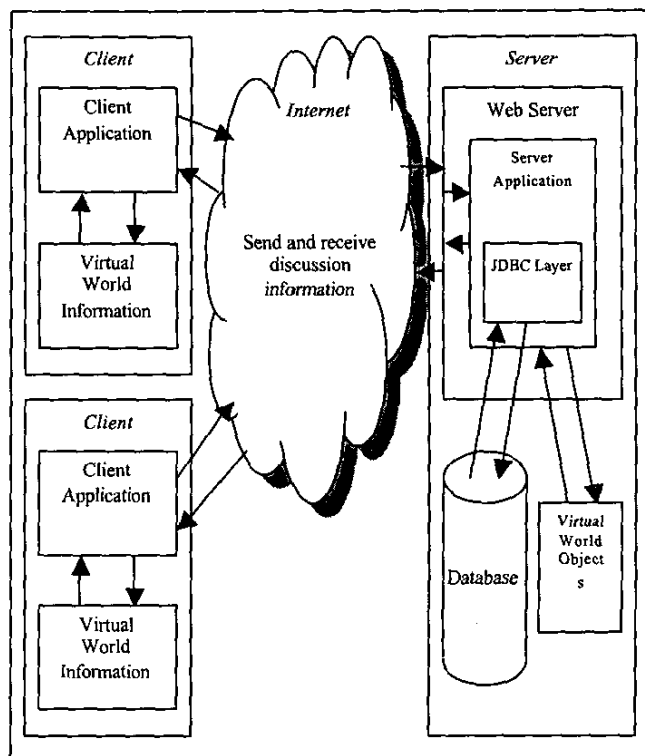 Client
Client
Application
Virtual
World
Information
Client
Client
Application
Virtual
World
Information
Internet
Send and receive
discussion
information
Server
Web Server
Server
Application
JDBC Layer
Database
Virtual
World
Object
s